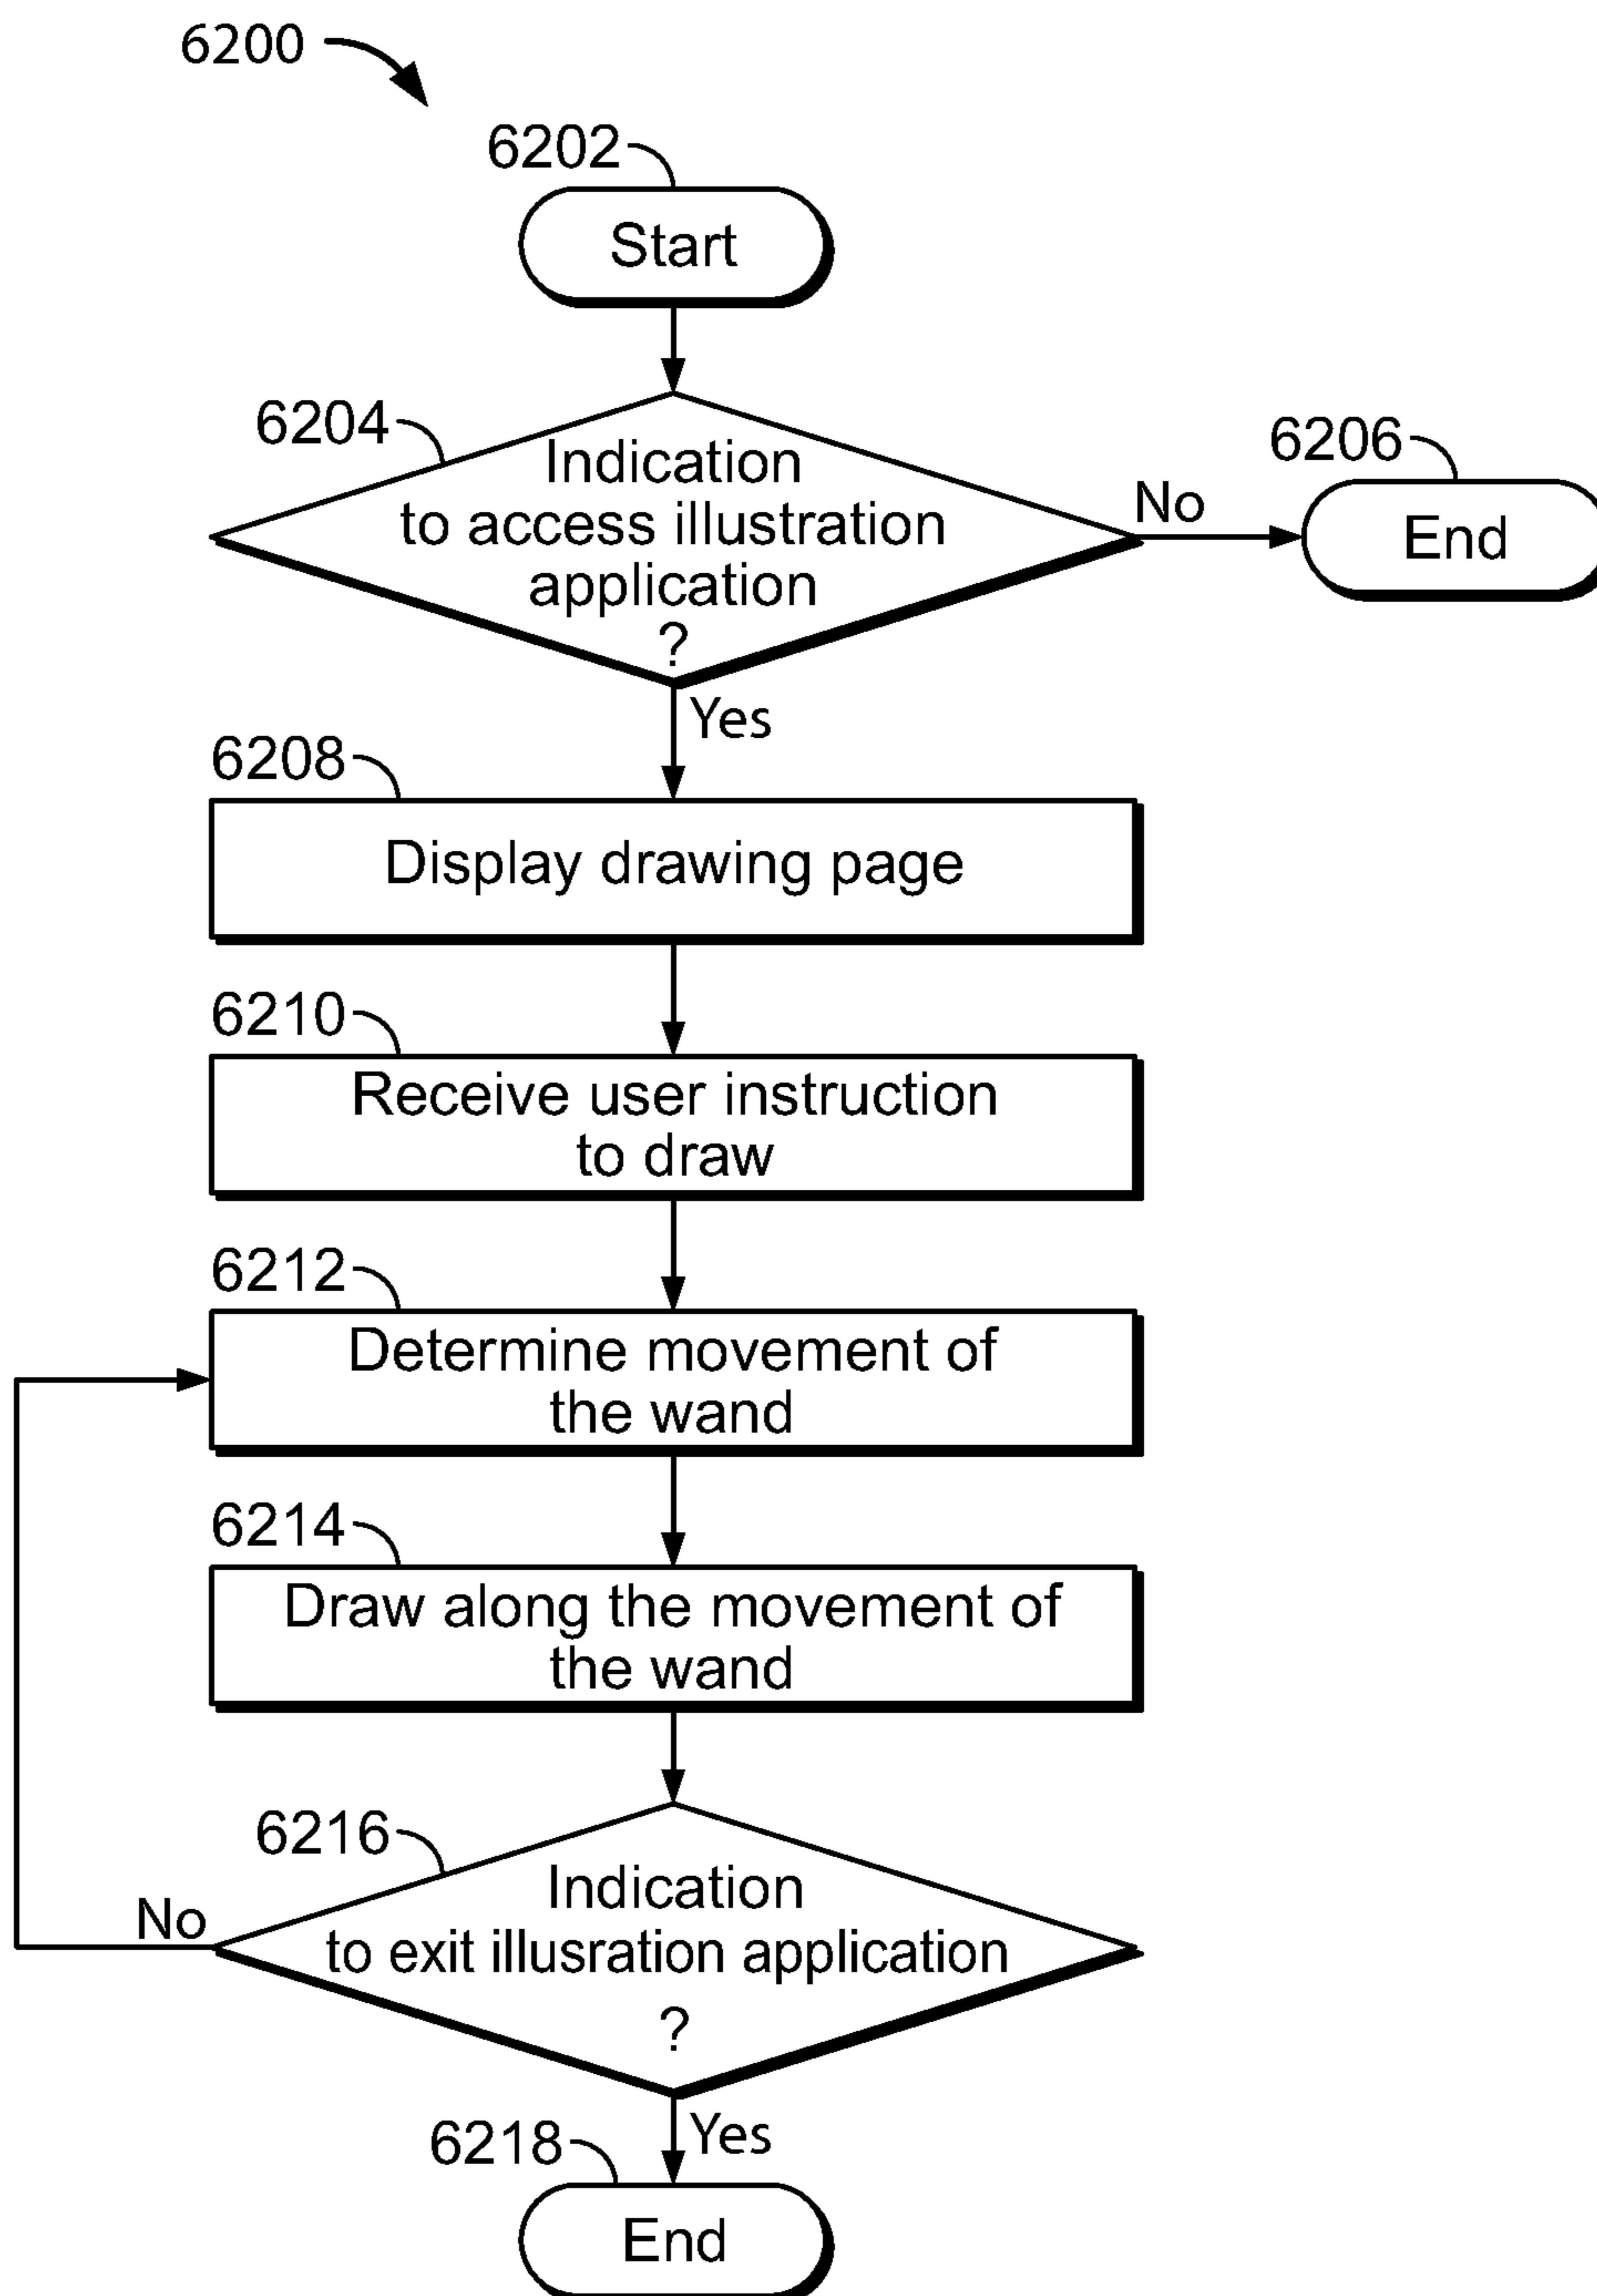 6200
6202
Start
6204
Indication
to access illustration
application
?
No
6206
End
Yes
6208
Display drawing page
6210
Receive user instruction
to draw
6212
Determine movement of
the wand
6214
Draw along the movement of
the wand
6216
Indication
to exit illusration application
?
No
Yes
6218
End